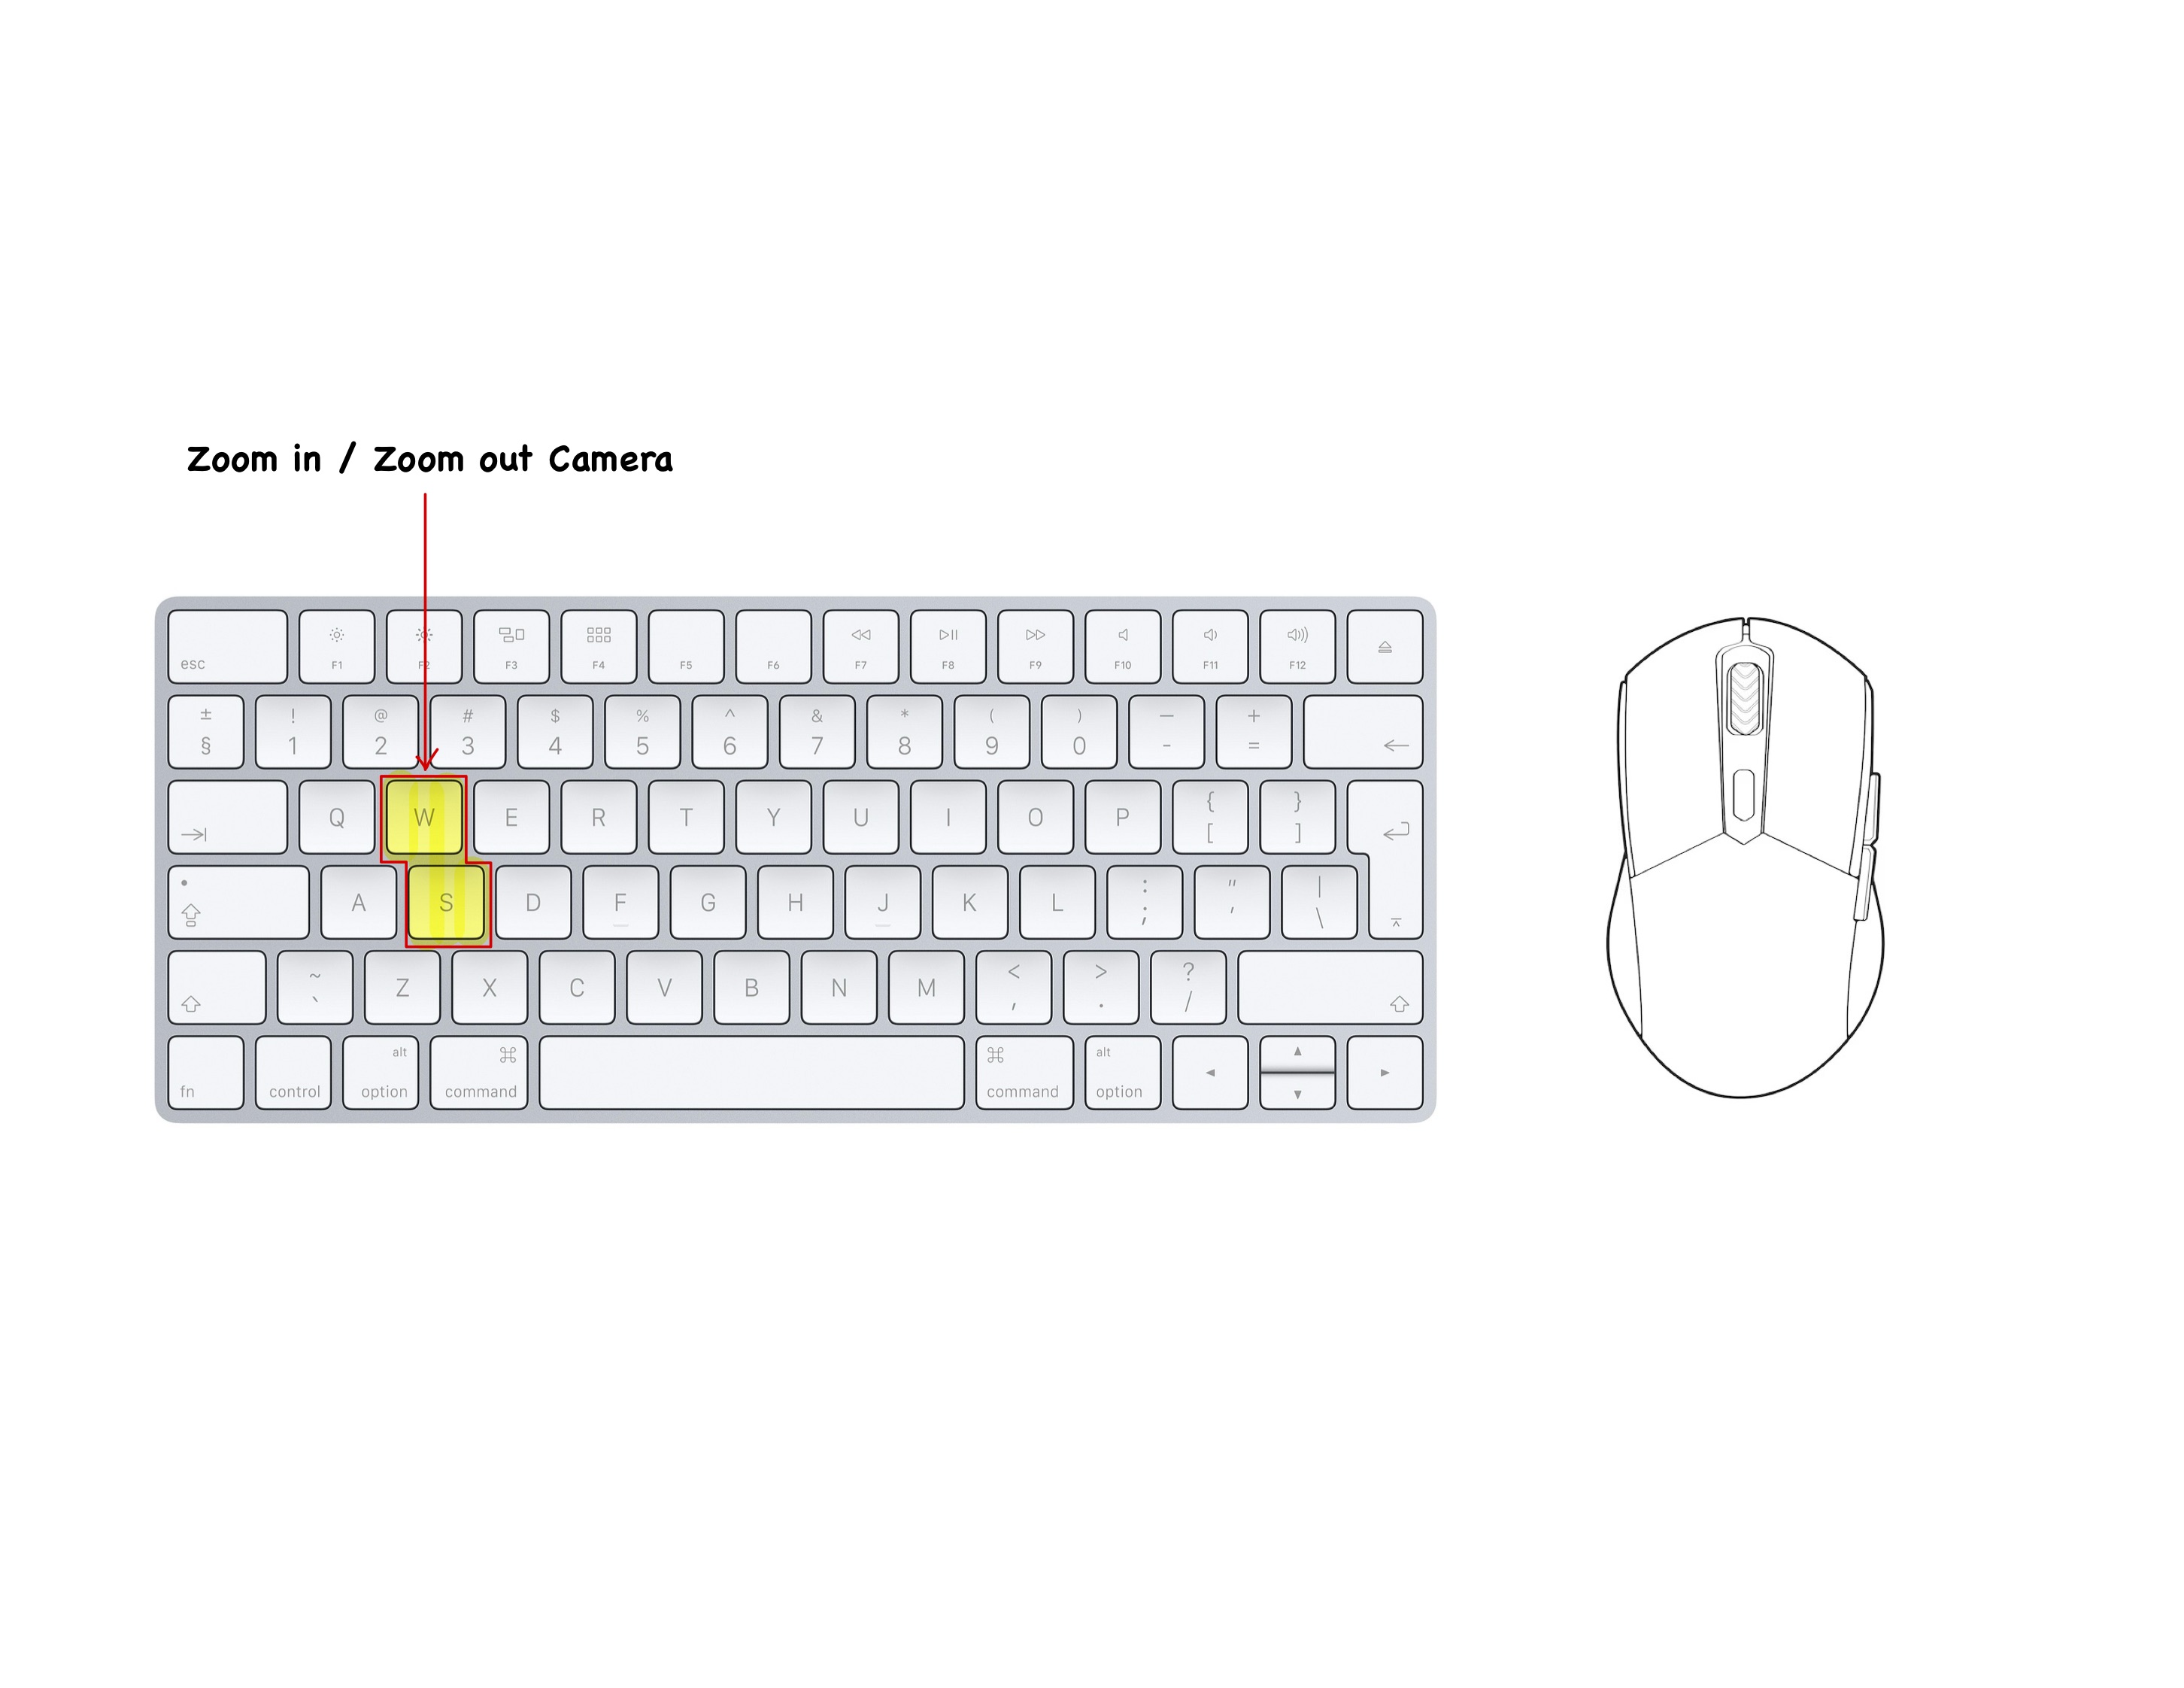 Zoom in / Zoom out Camera
esc F1 F2 F3 F4 F5 F6 F7 F8 F9 F10 F11 F12
± ! @ # $ % ^ & * ( ) — +
§ 1 2 3 4 5 6 7 8 9 0 - =
Q W E R T Y U I O P { }
[ ]
A S D F G H J K L : " |
; ' \
~ Z X C V B N M < > ?
` , . /
alt ⌘ ⌘ alt
fn control option command command option